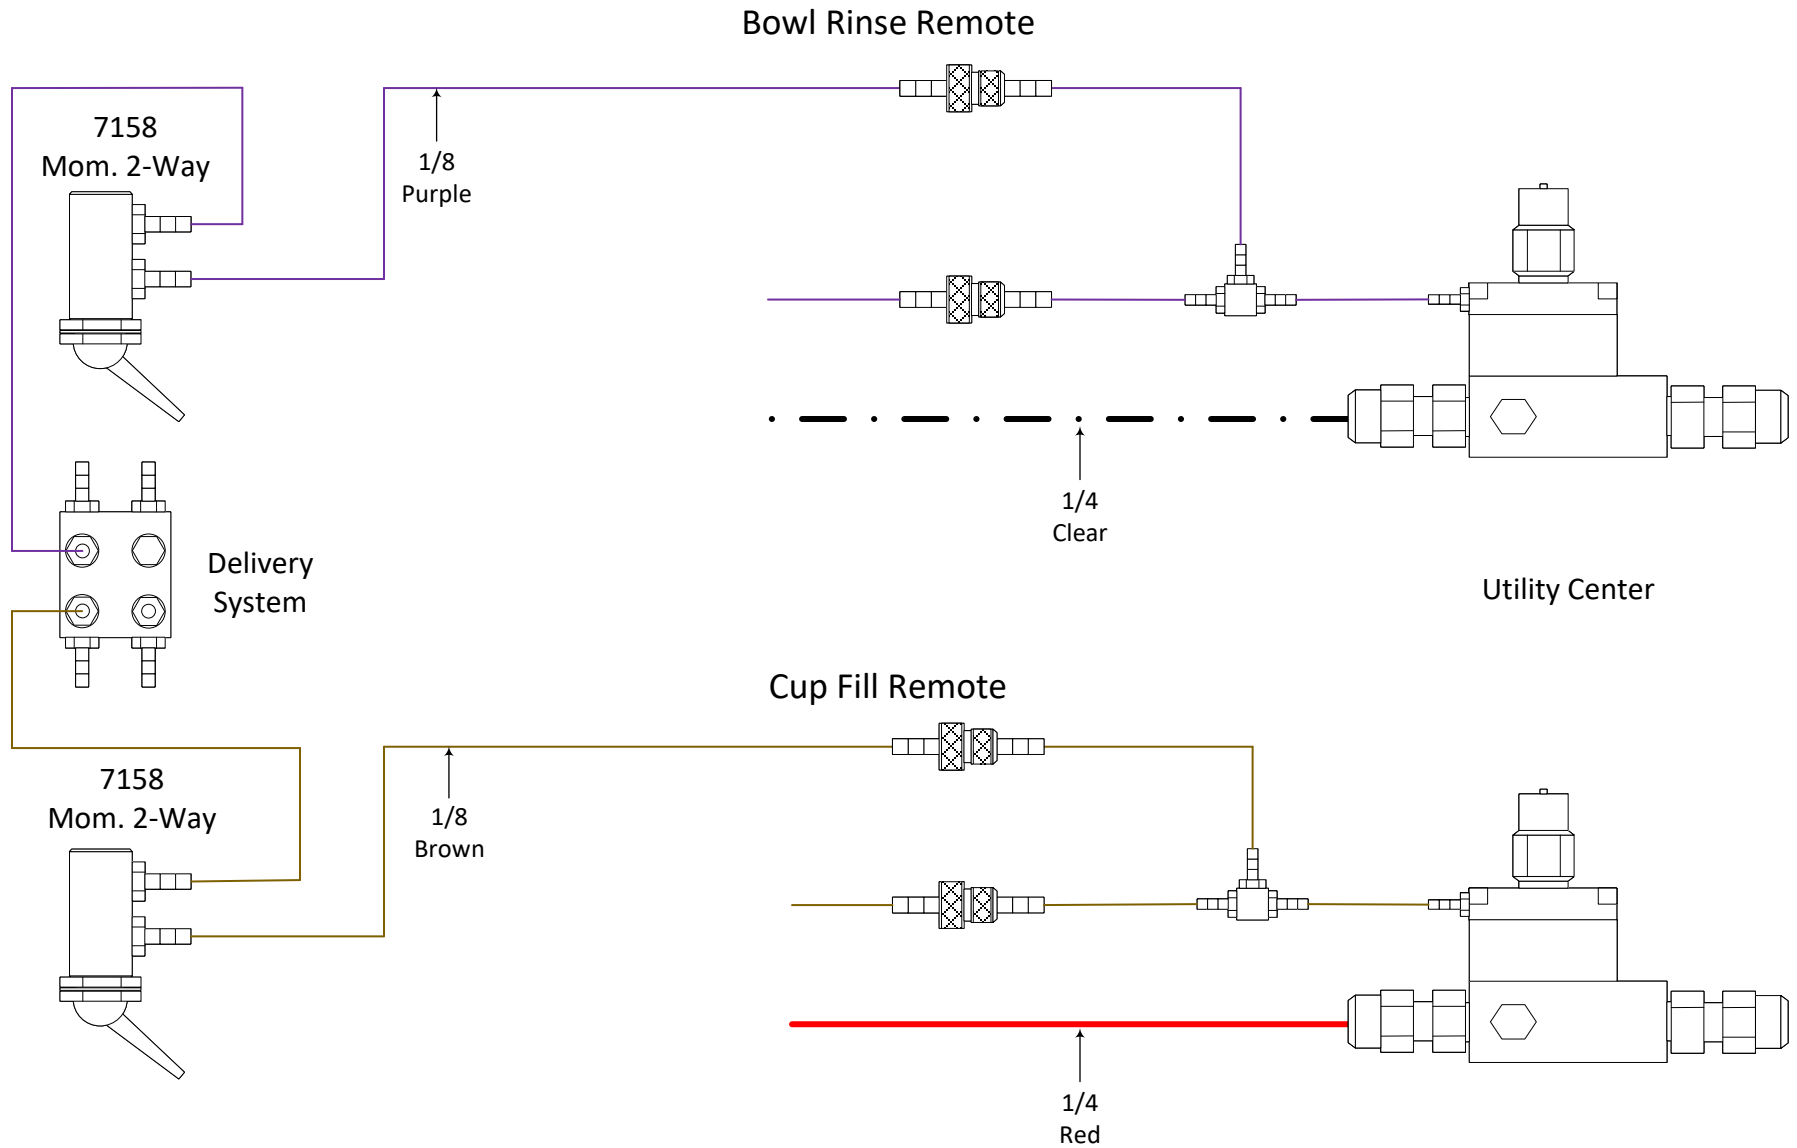 Bowl Rinse Remote
7158
Mom. 2-Way
1/8
Purple
1/4
Clear
Delivery
System
Utility Center
Cup Fill Remote
7158
Mom. 2-Way
1/8
Brown
1/4
Red